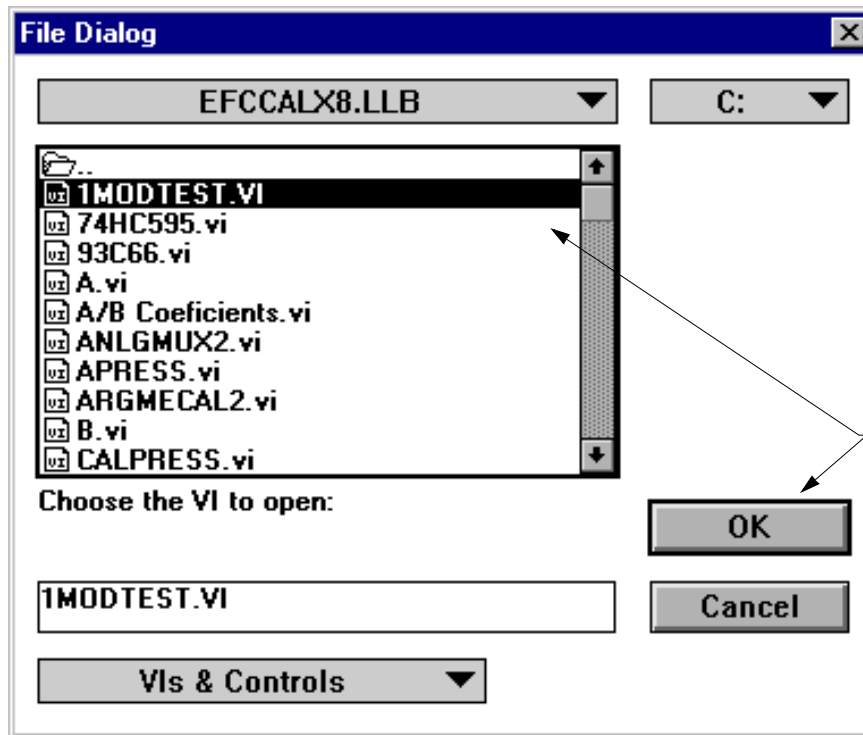 File Dialog
EFCCALX8.LLB
C:
..
1MODTEST.VI
74HC595.vi
93C66.vi
A.vi
A/B Coeficients.vi
ANLGMUX2.vi
APRESS.vi
ARGMECAL2.vi
B.vi
CALPRESS.vi
Choose the VI to open:
OK
1MODTEST.VI
Cancel
VIs & Controls